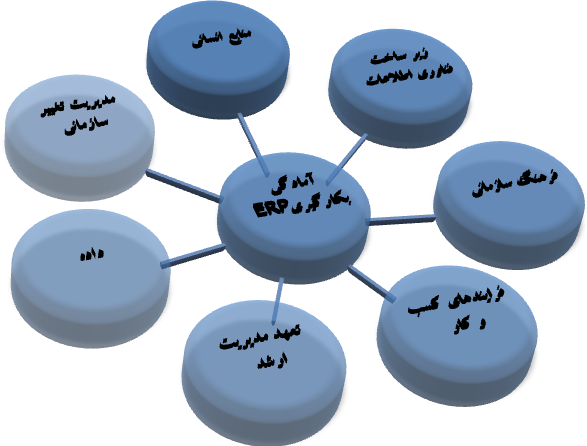 منابع انسانی
زیر ساخت
فناوری اطلاعات
مدیریت تغییر
سازمانی
آمادگی
بکارگیری ERP
فرهنگ سازمانی
داده
فرایندهای کسب
و کار
تعهد مدیریت
ارشد